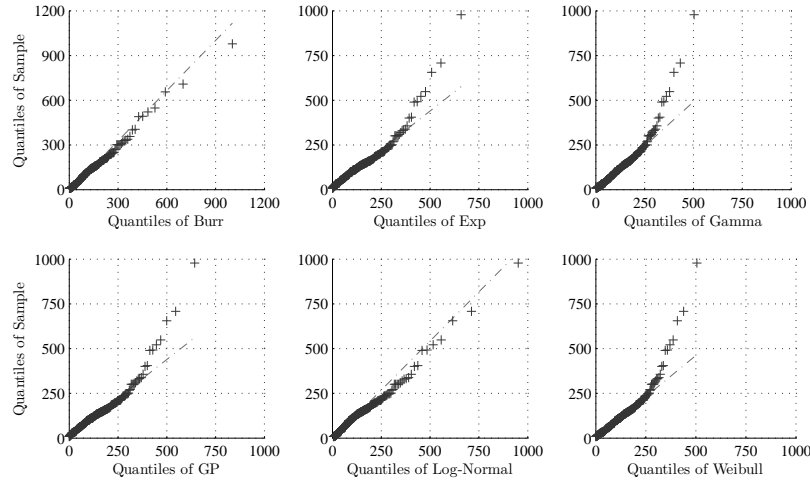 1200
900
600
300
0
Quantiles of Sample
0 300 600 900 1200
Quantiles of Burr
1000
750
500
250
0
0 250 500 750 1000
Quantiles of Exp
1000
750
500
250
0
0 250 500 750 1000
Quantiles of Gamma
1000
750
500
250
0
Quantiles of Sample
0 250 500 750 1000
Quantiles of GP
1000
750
500
250
0
0 250 500 750 1000
Quantiles of Log-Normal
1000
750
500
250
0
0 250 500 750 1000
Quantiles of Weibull